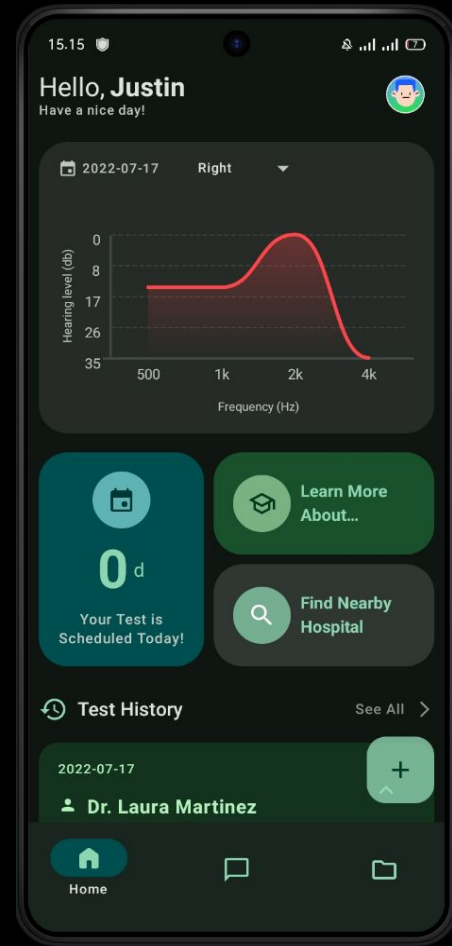 15.15
7
Hello, Justin
Have a nice day!
2022-07-17 Right
Hearing level (db)
0
8
17
26
35
500 1k 2k 4k
Frequency (Hz)
0 d
Your Test is
Scheduled Today!
Learn More
About...
Find Nearby
Hospital
Test History
See All
2022-07-17
+
Dr. Laura Martinez
Home